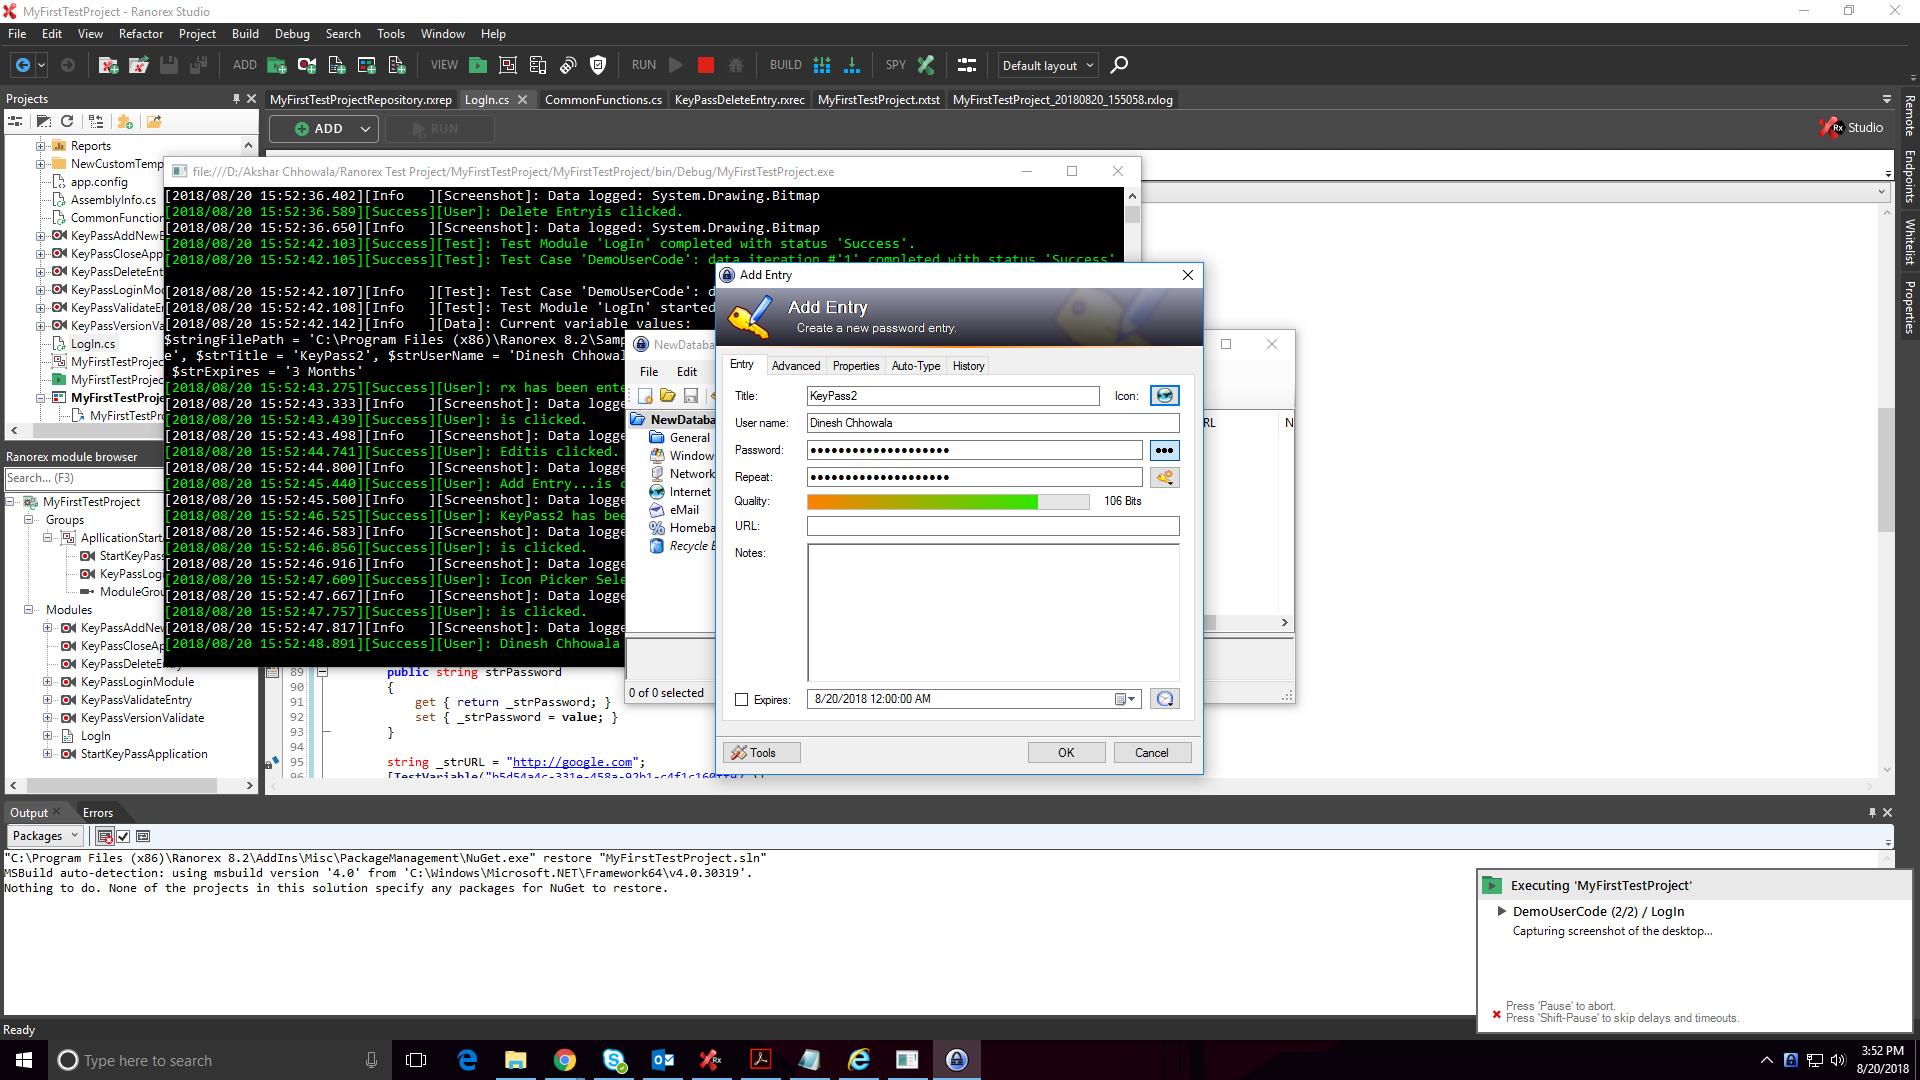 MyFirstTestProject - Ranorex Studio
File Edit View Refactor Project Build Debug Search Tools Window Help
ADD VIEW RUN BUILD SPY Default layout
Projects
MyFirstTestProjectRepository.rxrep LogIn.cs CommonFunctions.cs KeyPassDeleteEntry.rxrec MyFirstTestProject.rxtst MyFirstTestProject_20180820_155058.rxlog
ADD RUN
Rx Studio
Remote
Endpoints
Whitelist
Properties
Reports
NewCustomTemp
app.config
AssemblyInfo.cs
CommonFunction
KeyPassAddNewE
KeyPassCloseApp
KeyPassDeleteEnt
KeyPassLoginMod
KeyPassValidateEn
KeyPassVersionVa
LogIn.cs
MyFirstTestProjec
MyFirstTestProjec
MyFirstTestProje
MyFirstTestPro
Ranorex module browser
Search... (F3)
MyFirstTestProject
Groups
ApllicationStart
StartKeyPass
KeyPassLogi
ModuleGrou
Modules
KeyPassAddNew
KeyPassCloseAp
KeyPassDeleteE
KeyPassLoginModule
KeyPassValidateEntry
KeyPassVersionValidate
LogIn
StartKeyPassApplication
file:///D:/Akshar Chhowala/Ranorex Test Project/MyFirstTestProject/MyFirstTestProject/bin/Debug/MyFirstTestProject.exe
[2018/08/20 15:52:36.402][Info   ][Screenshot]: Data logged: System.Drawing.Bitmap
[2018/08/20 15:52:36.589][Success][User]: Delete Entryis clicked.
[2018/08/20 15:52:36.650][Info   ][Screenshot]: Data logged: System.Drawing.Bitmap
[2018/08/20 15:52:42.103][Success][Test]: Test Module 'LogIn' completed with status 'Success'.
[2018/08/20 15:52:42.105][Success][Test]: Test Case 'DemoUserCode': data iteration #'1' completed with status 'Success'
[2018/08/20 15:52:42.107][Info   ][Test]: Test Case 'DemoUserCode': d
[2018/08/20 15:52:42.108][Info   ][Test]: Test Module 'LogIn' started
[2018/08/20 15:52:42.142][Info   ][Data]: Current variable values:
$stringFilePath = 'C:\Program Files (x86)\Ranorex 8.2\Samp
e', $strTitle = 'KeyPass2', $strUserName = 'Dinesh Chhowal
$strExpires = '3 Months'
[2018/08/20 15:52:43.275][Success][User]: rx has been ente
[2018/08/20 15:52:43.333][Info   ][Screenshot]: Data logge
[2018/08/20 15:52:43.439][Success][User]: is clicked.
[2018/08/20 15:52:43.498][Info   ][Screenshot]: Data logge
[2018/08/20 15:52:44.741][Success][User]: Editis clicked.
[2018/08/20 15:52:44.800][Info   ][Screenshot]: Data logge
[2018/08/20 15:52:45.440][Success][User]: Add Entry...is c
[2018/08/20 15:52:45.500][Info   ][Screenshot]: Data logge
[2018/08/20 15:52:46.525][Success][User]: KeyPass2 has bee
[2018/08/20 15:52:46.583][Info   ][Screenshot]: Data logge
[2018/08/20 15:52:46.856][Success][User]: is clicked.
[2018/08/20 15:52:46.916][Info   ][Screenshot]: Data logge
[2018/08/20 15:52:47.609][Success][User]: Icon Picker Sele
[2018/08/20 15:52:47.667][Info   ][Screenshot]: Data logge
[2018/08/20 15:52:47.757][Success][User]: is clicked.
[2018/08/20 15:52:47.817][Info   ][Screenshot]: Data logge
[2018/08/20 15:52:48.891][Success][User]: Dinesh Chhowala
NewDataba
File Edit
NewDataba
General
Window
Network
Internet
eMail
Homeba
Recycle B
RL N
0 of 0 selected
Add Entry
Add Entry
Create a new password entry.
Entry Advanced Properties Auto-Type History
Title: KeyPass2 Icon:
User name: Dinesh Chhowala
Password: ●●●●●●●●●●●●●●●●●●●● ●●●
Repeat: ●●●●●●●●●●●●●●●●●●●●
Quality: 106 Bits
URL:
Notes:
Expires: 8/20/2018 12:00:00 AM
Tools OK Cancel
89 public string strPassword
90 {
91 get { return _strPassword; }
92 set { _strPassword = value; }
93 }
94
95 string _strURL = "http://google.com";
Output Errors
Packages
"C:\Program Files (x86)\Ranorex 8.2\AddIns\Misc\PackageManagement\NuGet.exe" restore "MyFirstTestProject.sln"
MSBuild auto-detection: using msbuild version '4.0' from 'C:\Windows\Microsoft.NET\Framework64\v4.0.30319'.
Nothing to do. None of the projects in this solution specify any packages for NuGet to restore.
Executing 'MyFirstTestProject'
DemoUserCode (2/2) / LogIn
Capturing screenshot of the desktop...
Press 'Pause' to abort.
Press 'Shift-Pause' to skip delays and timeouts.
Ready
Type here to search
3:52 PM
8/20/2018